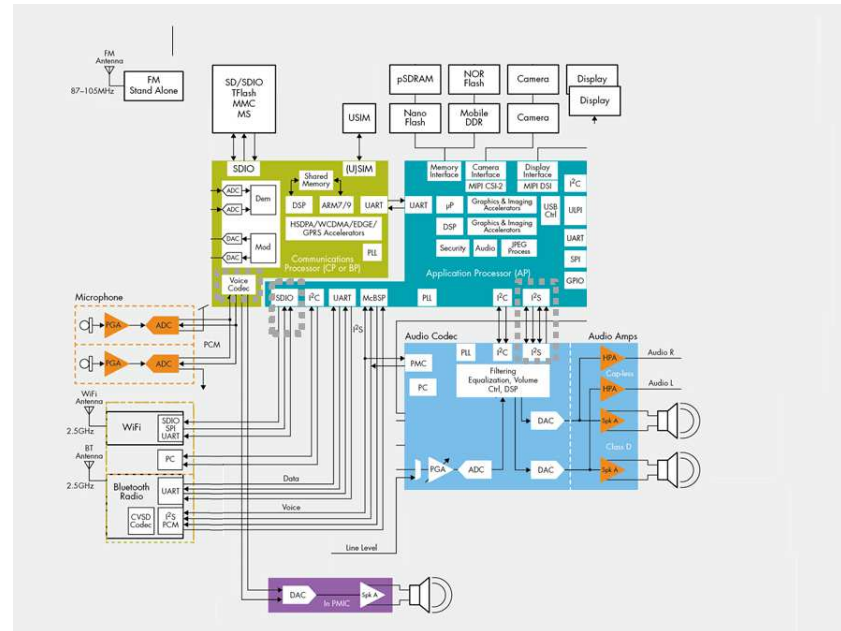 FM
Antenna
87–105MHz
FM
Stand Alone
SD/SDIO
TFlash
MMC
MS
USIM
pSDRAM
NOR
Flash
Camera
Display
Display
Nano
Flash
Mobile
DDR
Camera
SDIO
(U)SIM
Memory
Interface
Camera
Interface
Display
Interface
MIPI CSI-2
MIPI DSI
I²C
ADC
ADC
Dem
Shared
Memory
DSP
ARM7/9
UART
UART
µP
Graphics & Imaging
Accelerators
USB
Ctrl
ULPI
DAC
DAC
Mod
HSDPA/WCDMA/EDGE/
GPRS Accelerators
DSP
Graphics & Imaging
Accelerators
UART
PLL
Security
Audio
JPEG
Process
SPI
Communications
Processor (CP or BP)
Application Processor (AP)
GPIO
Voice
Codec
SDIO
I²C
UART
McBSP
PLL
I²C
I²S
Microphone
PGA
ADC
PCM
I²S
PGA
ADC
Audio Codec
Audio Amps
PMC
PLL
I²C
I²S
HPA
Audio R
Cap-less
PC
Filtering
Equalization, Volume
Ctrl, DSP
HPA
Audio L
WiFi
Antenna
2.5GHz
WiFi
SDIO
SPI
UART
DAC
Spk A
Class D
BT
Antenna
2.5GHz
PC
PGA
ADC
DAC
Spk A
Data
Bluetooth
Radio
UART
Voice
CVSD
Codec
I²S
PCM
Line Level
DAC
Spk A
In PMIC